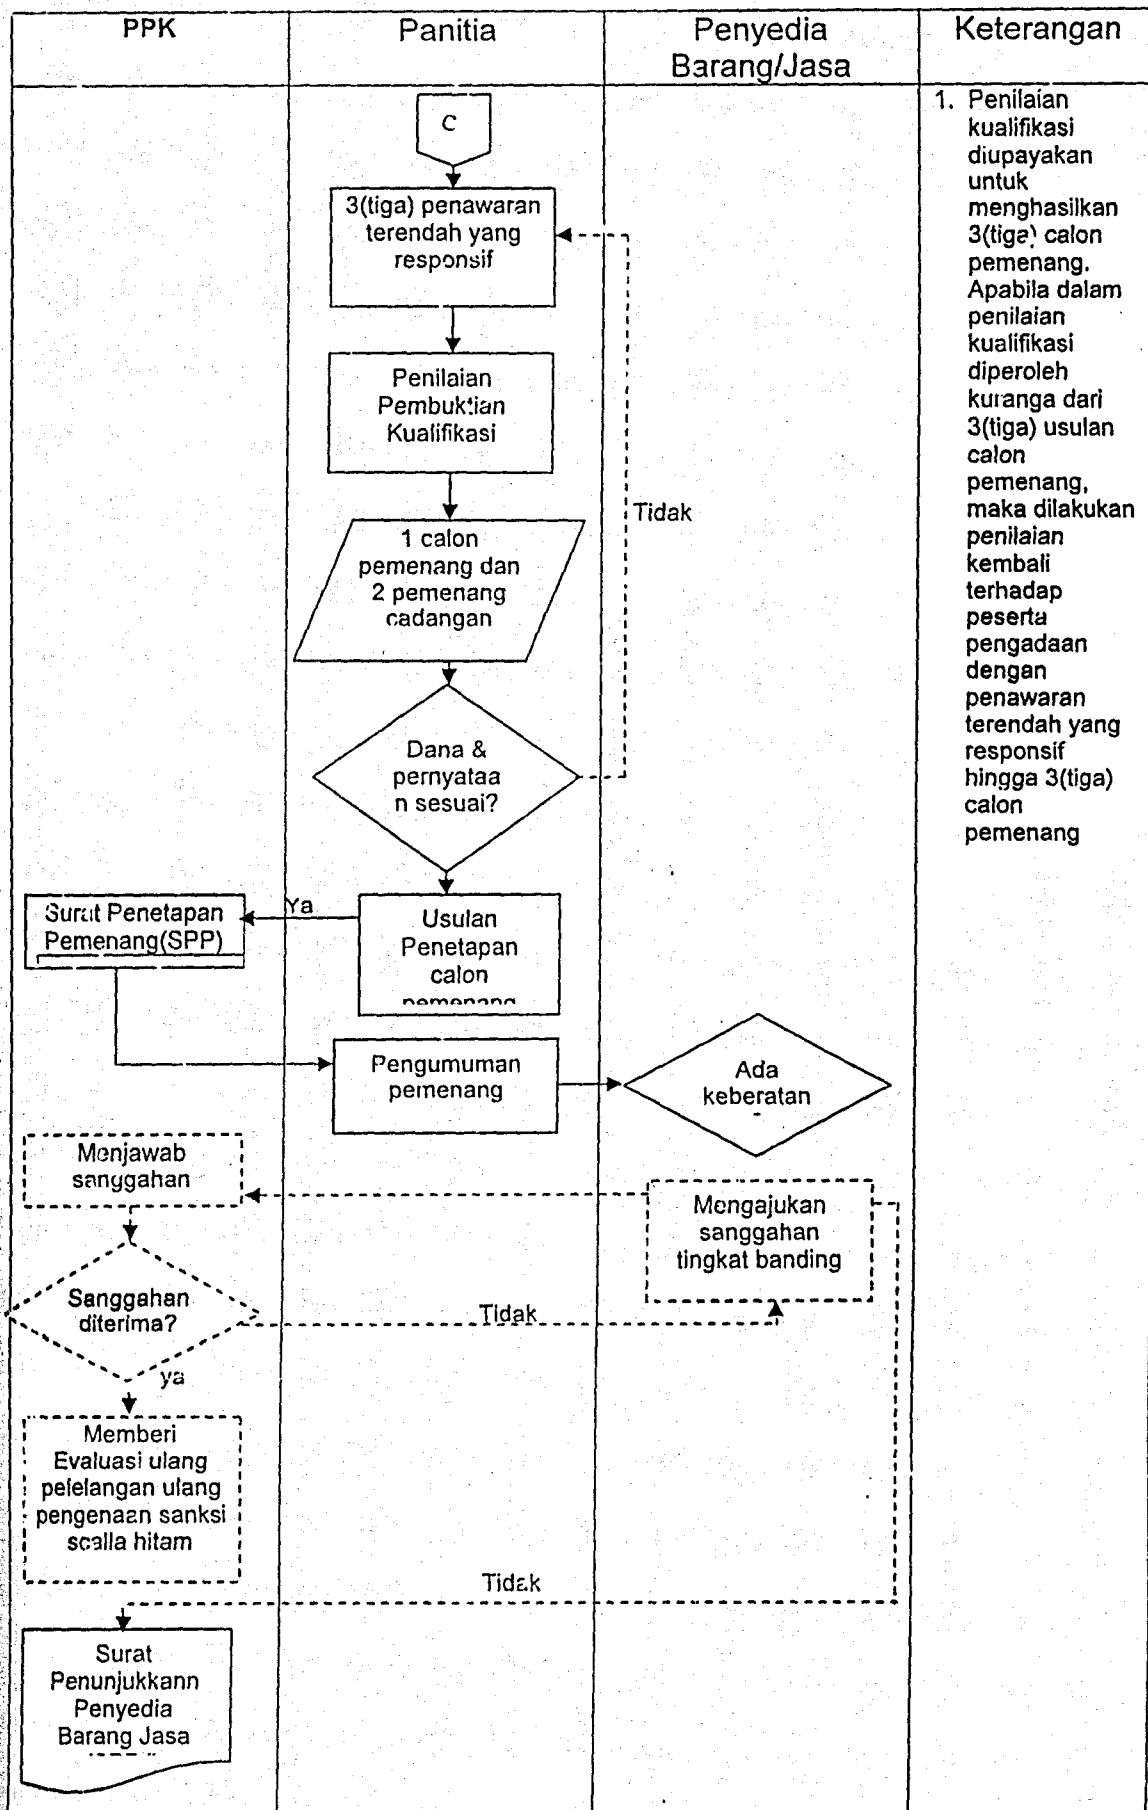 PPK
Panitia
Penyedia
Barang/Jasa
Keterangan
C
3(tiga) penawaran
terendah yang
responsif
Penilaian
Pembuktian
Kualifikasi
1 calon
pemenang dan
2 pemenang
cadangan
Tidak
Dana &
pernyataa
n sesuai?
Surat Penetapan
Pemenang(SPP)
Ya
Usulan
Penetapan
calon
pemenang
Pengumuman
pemenang
Ada
keberatan
Menjawab
sanggahan
Mengajukan
sanggahan
tingkat banding
Sanggahan
diterima?
Tidak
ya
Memberi
Evaluasi ulang
pelelangan ulang
pengenaan sanksi
scalla hitam
Tidak
Surat
Penunjukkann
Penyedia
Barang Jasa
1. Penilaian
kualifikasi
diupayakan
untuk
menghasilkan
3(tiga) calon
pemenang.
Apabila dalam
penilaian
kualifikasi
diperoleh
kuranga dari
3(tiga) usulan
calon
pemenang,
maka dilakukan
penilaian
kembali
terhadap
peserta
pengadaan
dengan
penawaran
terendah yang
responsif
hingga 3(tiga)
calon
pemenang